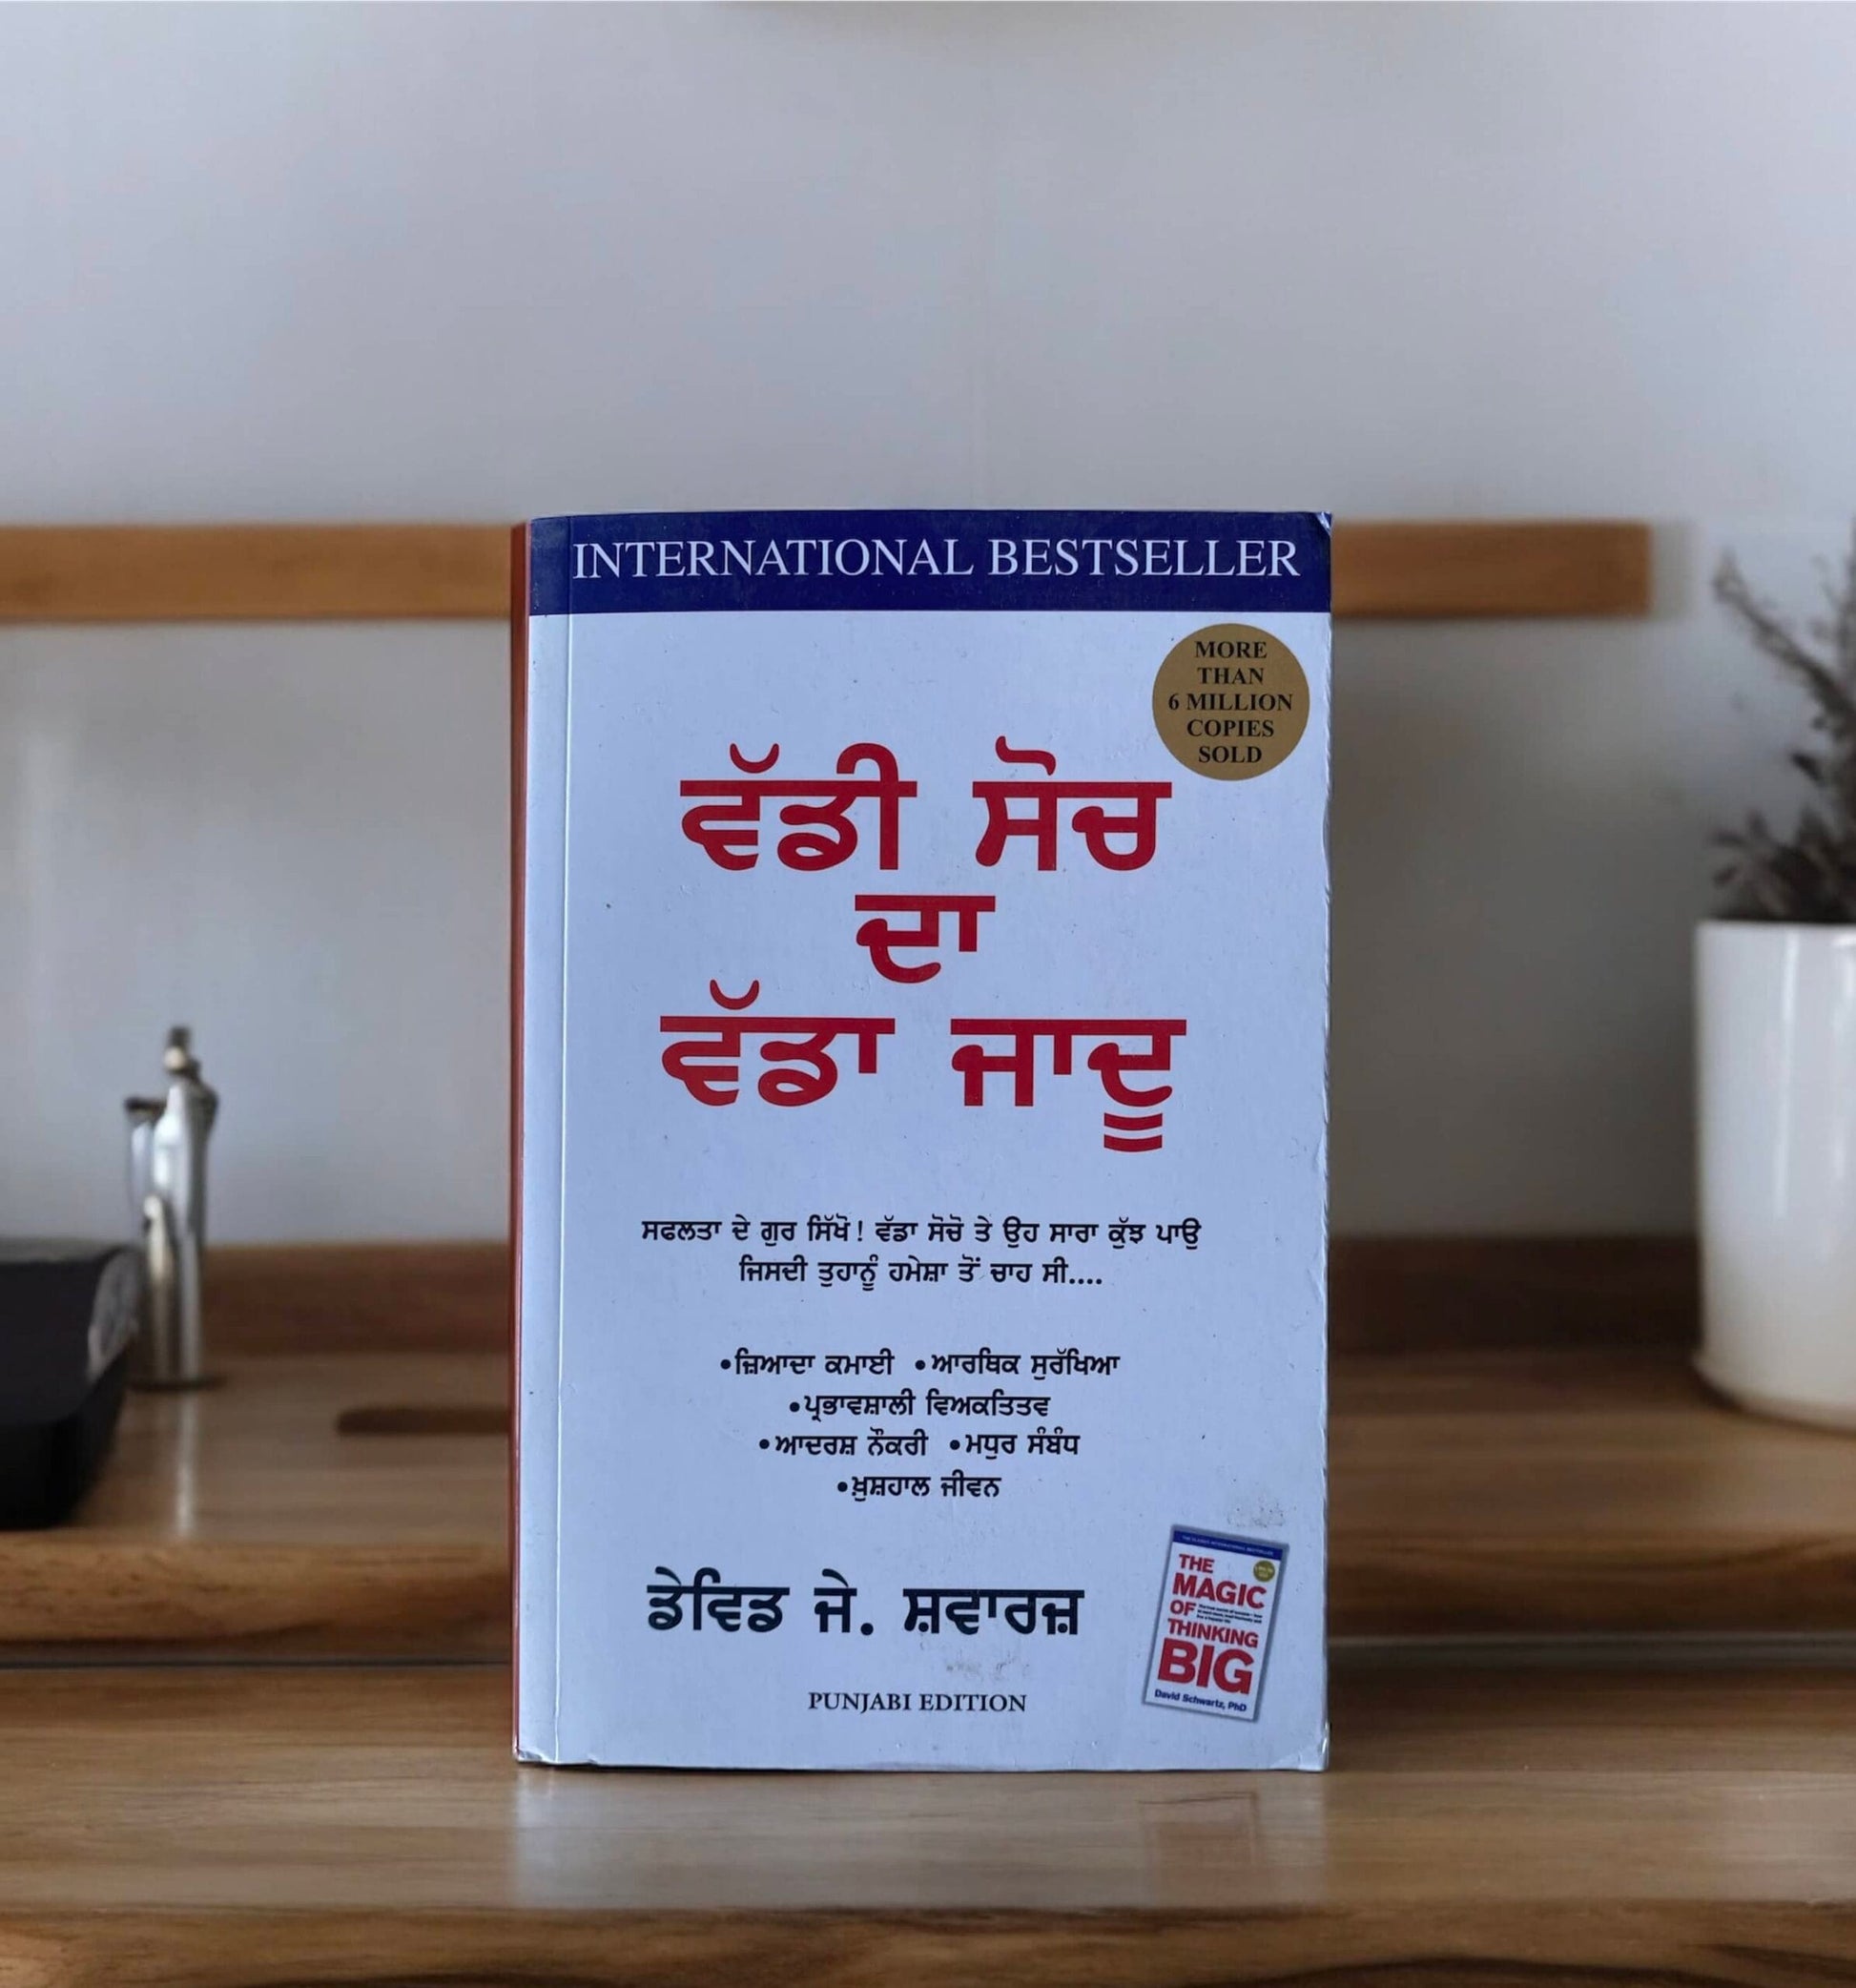 INTERNATIONAL BESTSELLER
MORE
THAN
6 MILLION
COPIES
SOLD
ਵੱਡੀ ਸੋਚ
ਦਾ
ਵੱਡਾ ਜਾਦੂ
ਸਫਲਤਾ ਦੇ ਗੁਰ ਸਿੱਖੋ! ਵੱਡਾ ਸੋਚੋ ਤੇ ਉਹ ਸਾਰਾ ਕੁੱਝ ਪਾਉ
ਜਿਸਦੀ ਤੁਹਾਨੂੰ ਹਮੇਸ਼ਾ ਤੋਂ ਚਾਹ ਸੀ....
•ਜ਼ਿਆਦਾ ਕਮਾਈ •ਆਰਥਿਕ ਸੁਰੱਖਿਆ
•ਪ੍ਰਭਾਵਸ਼ਾਲੀ ਵਿਅਕਤਿਤਵ
•ਆਦਰਸ਼ ਨੌਕਰੀ •ਮਧੁਰ ਸੰਬੰਧ
•ਖ਼ੁਸ਼ਹਾਲ ਜੀਵਨ
ਡੇਵਿਡ ਜੇ. ਸ਼ਵਾਰਜ਼
PUNJABI EDITION
THE
MAGIC
OF
THINKING
BIG
David Schwartz, PhD